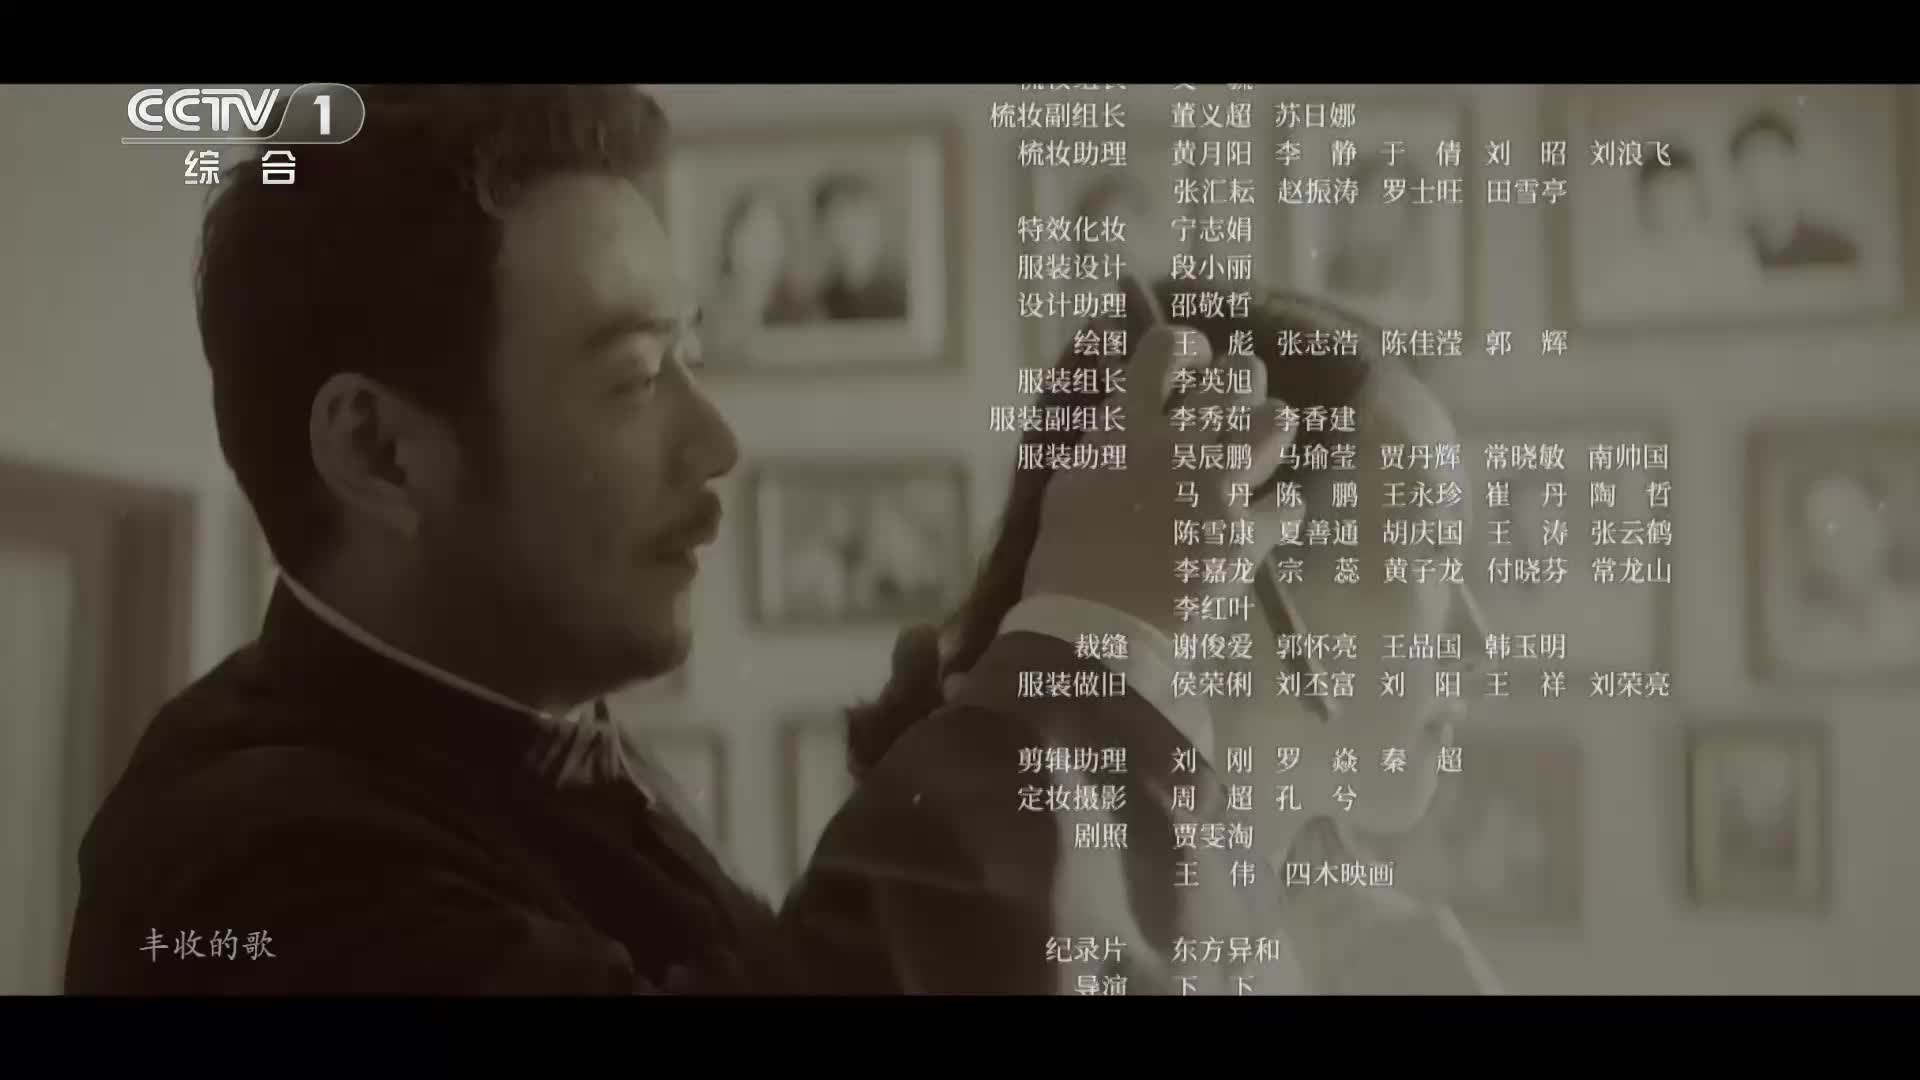 CCTV 1
综 合
梳妆副组长 董义超 苏日娜
梳妆助理 黄月阳 李 静 于 倩 刘 昭 刘浪飞
张汇耘 赵振涛 罗士旺 田雪亭
特效化妆 宁志娟
服装设计 段小丽
设计助理 邵敬哲
绘图 王 彪 张志浩 陈佳滢 郭 辉
服装组长 李英旭
服装副组长 李秀茹 李香建
服装助理 吴辰鹏 马瑜莹 贾丹辉 常晓敏 南帅国
马 丹 陈 鹏 王永珍 崔 丹 陶 哲
陈雪康 夏善通 胡庆国 王 涛 张云鹤
李嘉龙 宗 蕊 黄子龙 付晓芬 常龙山
李红叶
裁缝 谢俊爱 郭怀亮 王品国 韩玉明
服装做旧 侯荣俐 刘丕富 刘 阳 王 祥 刘荣亮
剪辑助理 刘 刚 罗 焱 秦 超
定妆摄影 周 超 孔 兮
剧照 贾雯淘
王 伟 四木映画
丰收的歌
纪录片 东方异和
导演